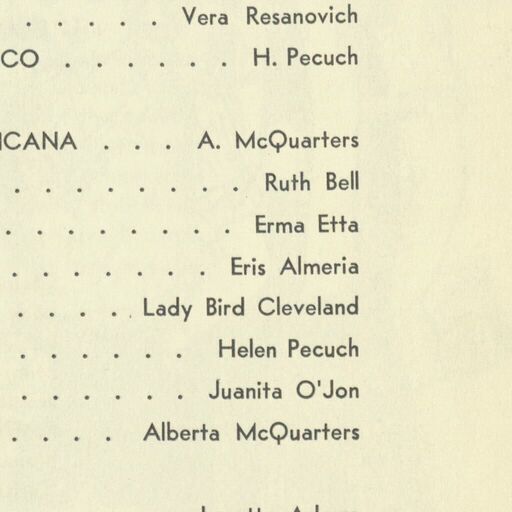 . . . . . . Vera Resanovich
CO . . . . . . H. Pecuch
ICANA . . . A. McQuarters
. . . . . . . . Ruth Bell
. . . . . . . . Erma Etta
. . . . . . . Eris Almeria
. . . . . Lady Bird Cleveland
. . . . . . Helen Pecuch
. . . . . . Juanita O'Jon
. . . . Alberta McQuarters